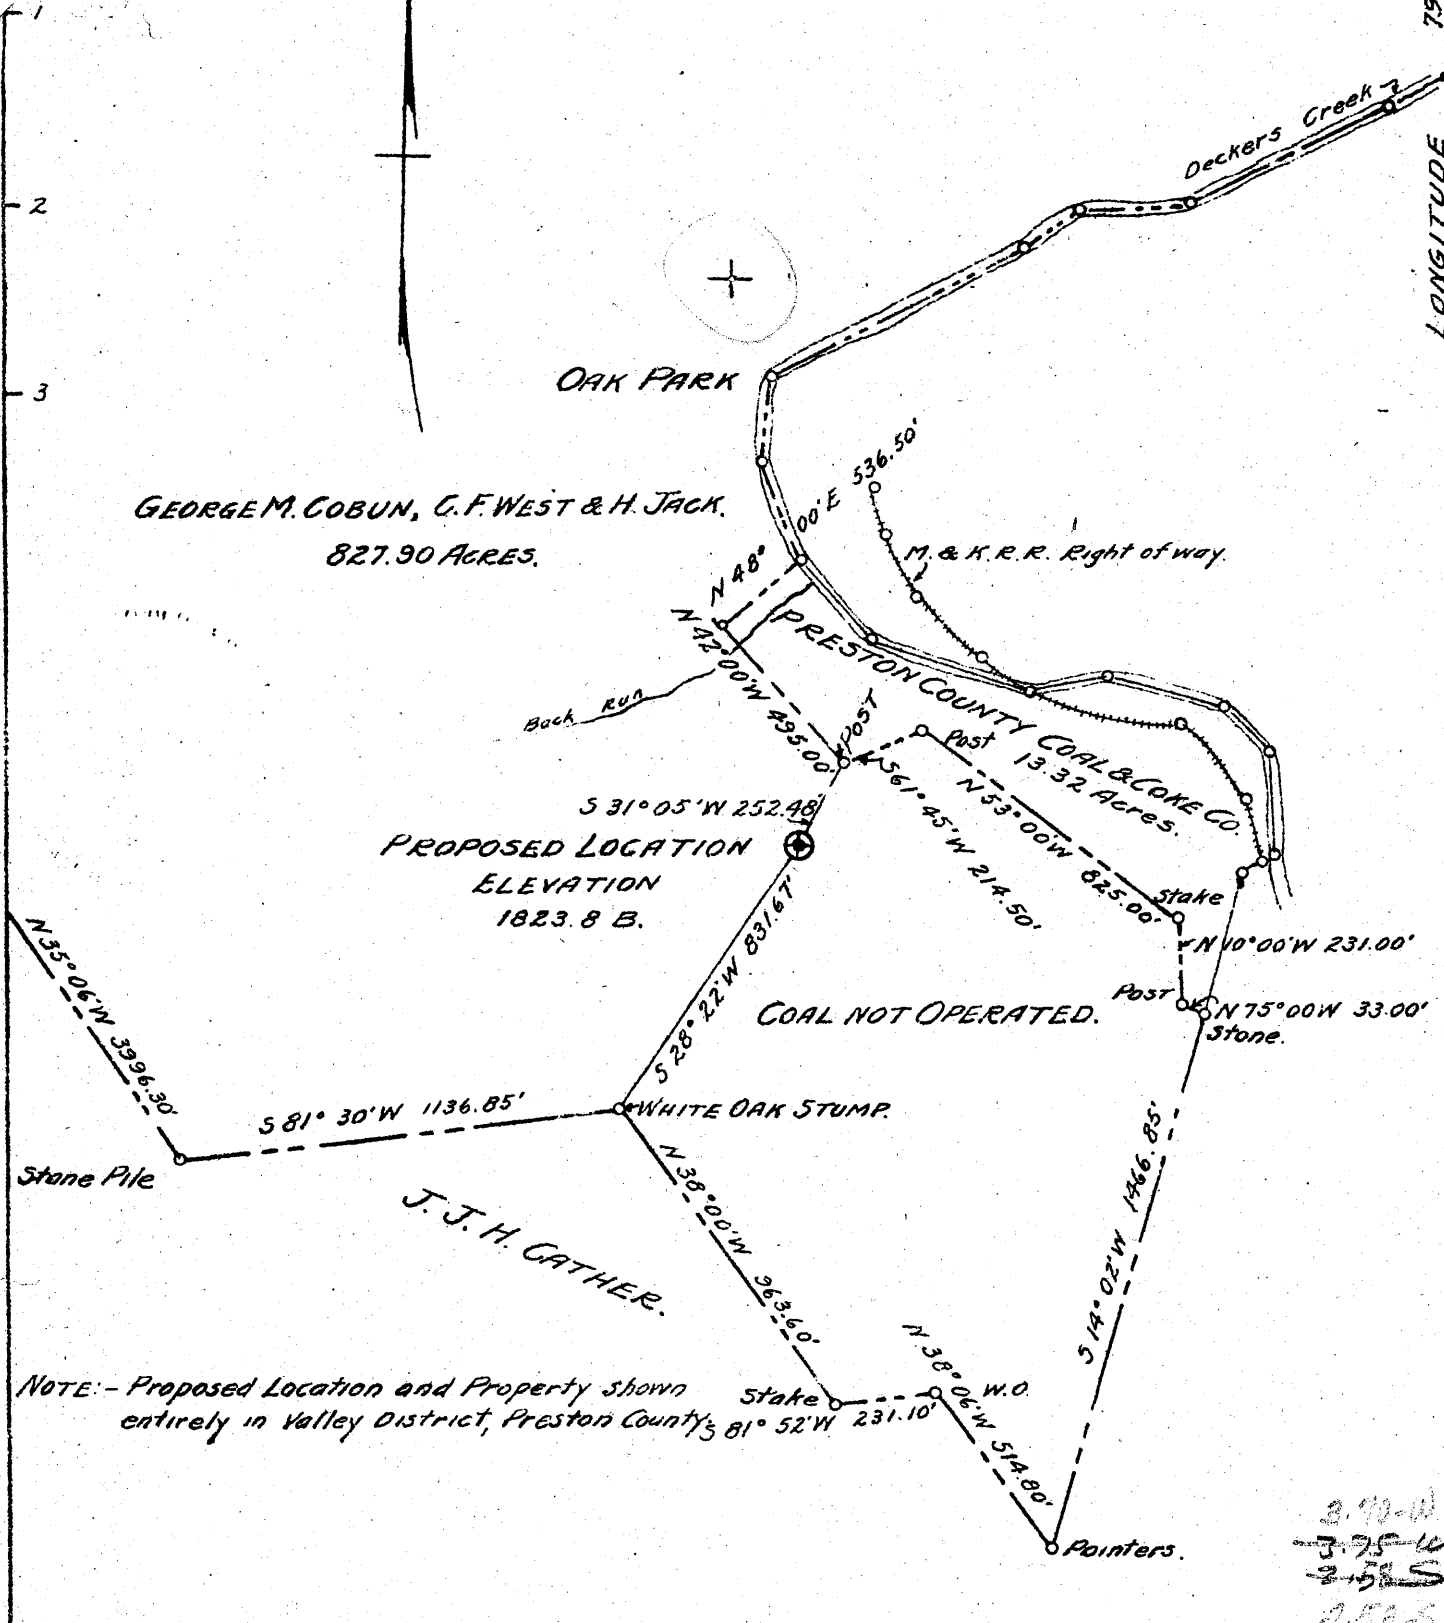 1
2
3
79
LONGITUDE
Deckers Creek
OAK PARK
GEORGE M. COBUN, C.F. WEST & H. JACK.
827.90 ACRES.
N 48° 00' E 536.50'
M. & K. R.R. Right of way.
N 42°00'W 495.00'
Back Run
PRESTON COUNTY COAL & COKE CO.
13.32 Acres.
POST
Post
S 61° 45' W 214.50'
N 53°00'W 825.00'
S 31° 05' W 252.48'
PROPOSED LOCATION
ELEVATION
1823.8 B.
Stake
N 10°00'W 231.00'
POST
N 75°00W 33.00'
Stone.
COAL NOT OPERATED.
S 28° 22' W 831.67'
N 35° 06' W 3996.30'
S 81° 30' W 1136.85'
WHITE OAK STUMP.
Stone Pile
J. J. H. GATHER.
N 38°00'W 963.60'
S 14° 02' W 1466.85'
NOTE:- Proposed Location and Property shown
entirely in Valley District, Preston County
Stake
S 81° 52' W 231.10'
N 38° 06' W 514.80'
W.O.
Pointers.